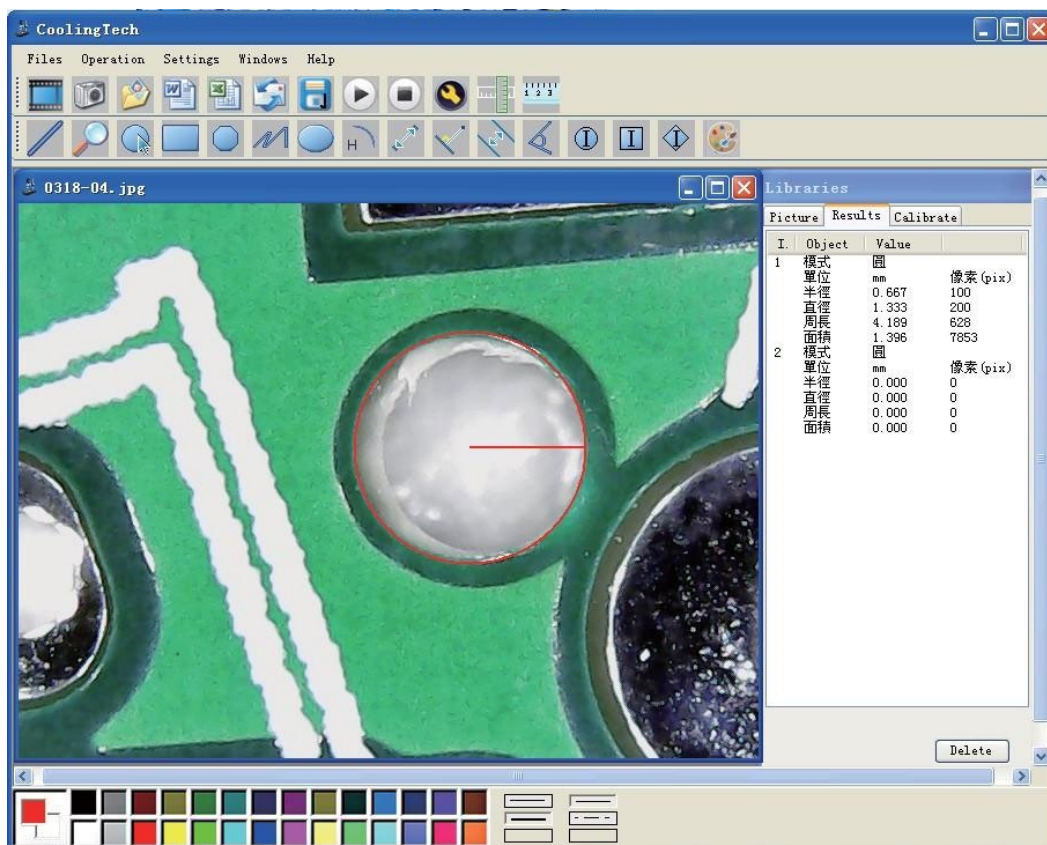 CoolingTech
Files Operation Settings Windows Help
1 2 3
H
0318-04.jpg
Libraries
Picture Results Calibrate
I. Object Value
1 模式 圓
單位 mm 像素(pix)
半徑 0.667 100
直徑 1.333 200
周長 4.189 628
面積 1.396 7853
2 模式 圓
單位 mm 像素(pix)
半徑 0.000 0
直徑 0.000 0
周長 0.000 0
面積 0.000 0
Delete